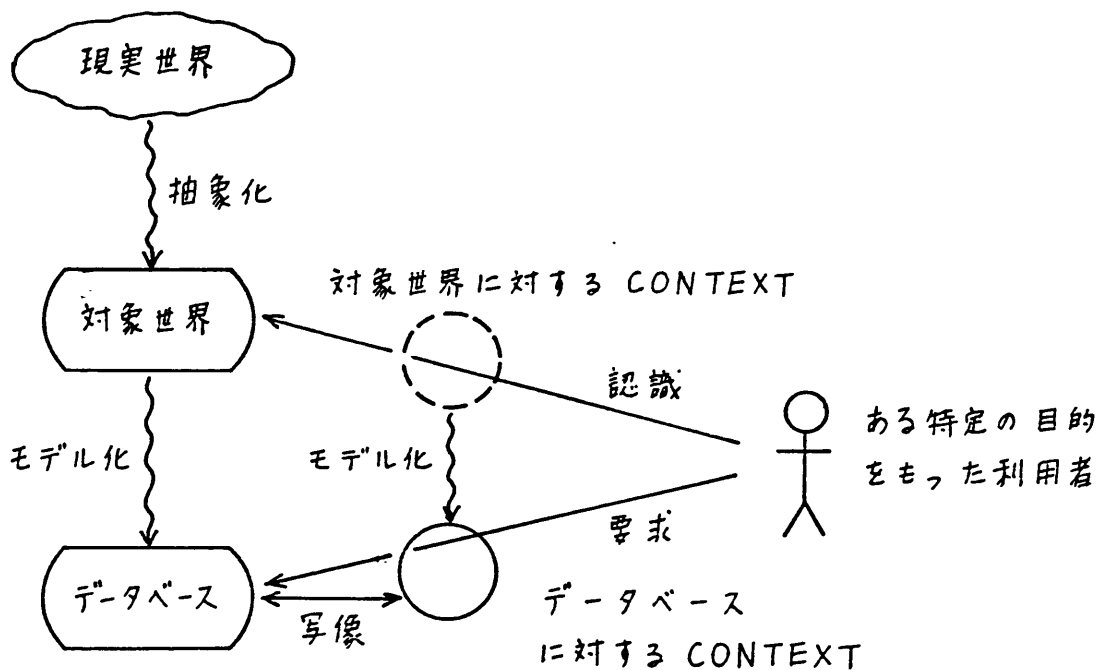 現実世界
抽象化
対象世界に対する CONTEXT
対象世界
認識
ある特定の目的
をもった利用者
モデル化
モデル化
要求
データベース
写像
データベース
に対する CONTEXT